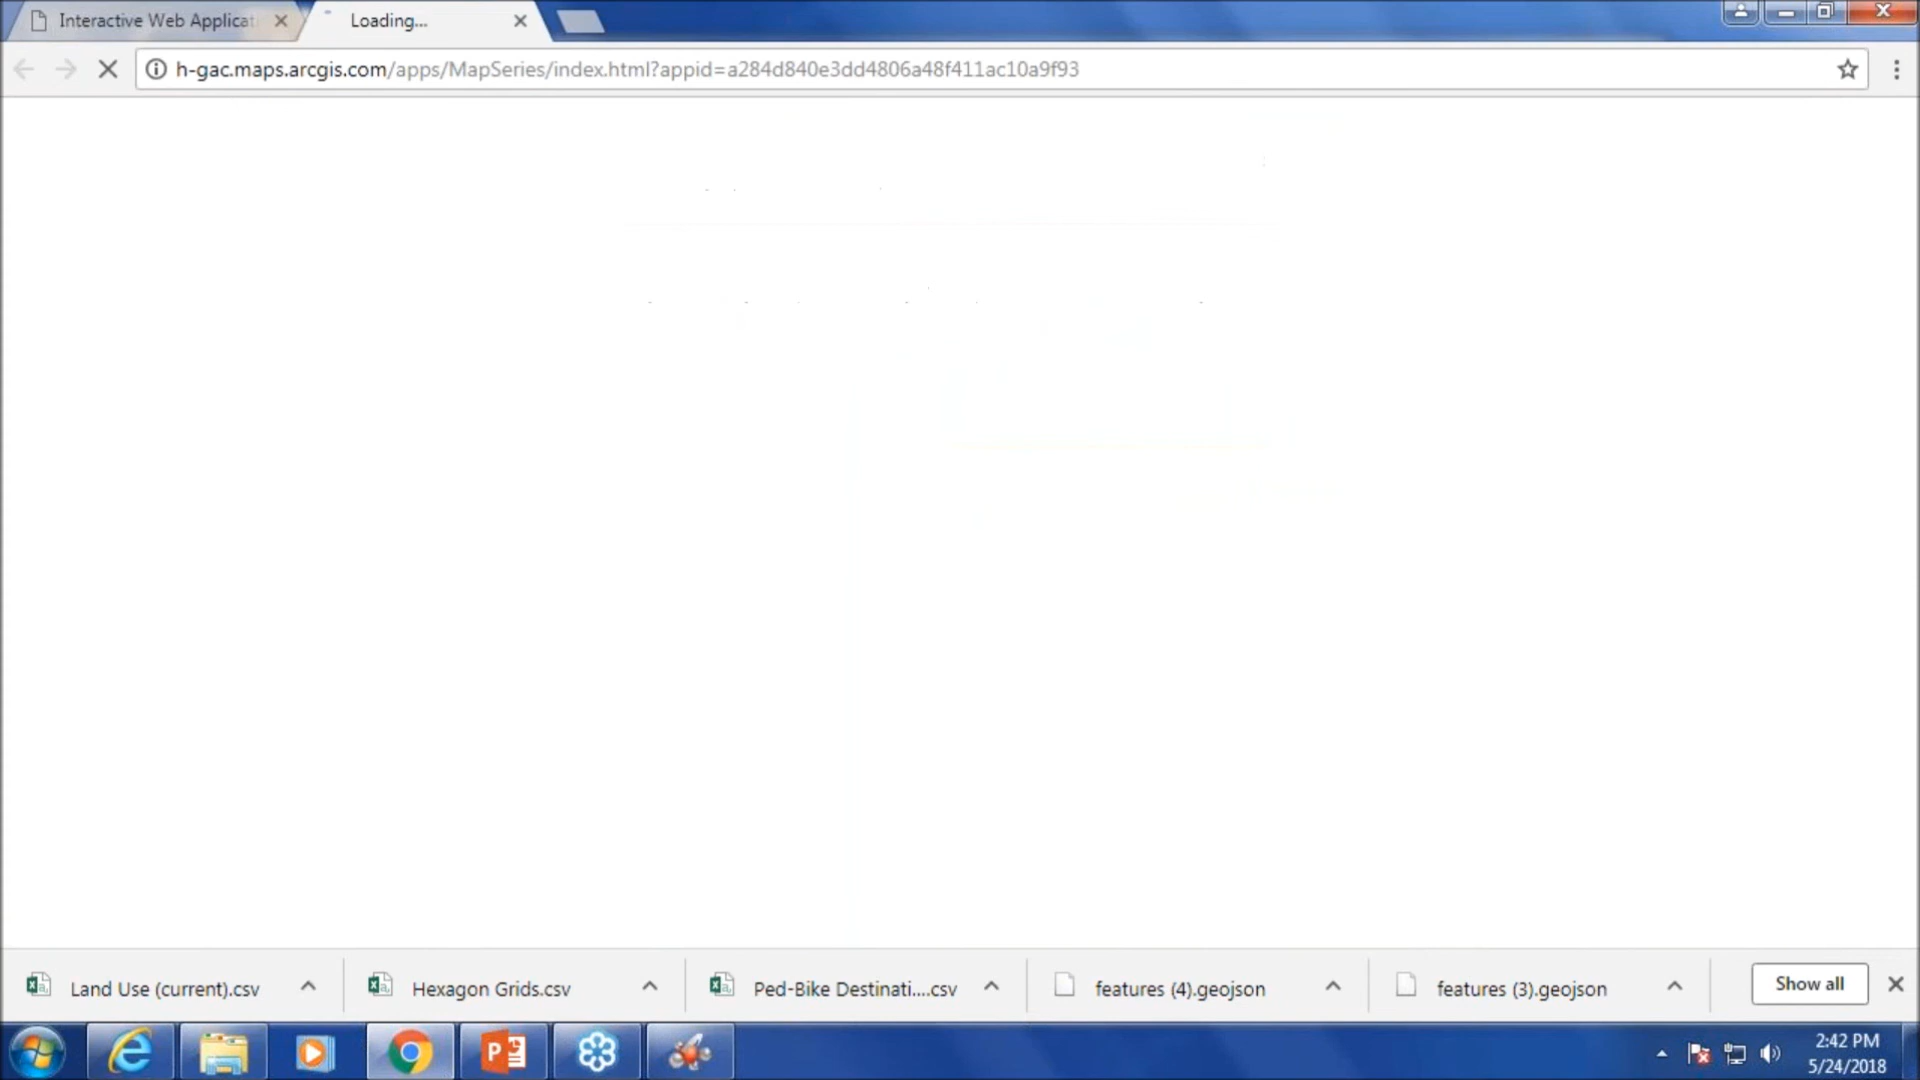 Interactive Web Applicat
Loading...
h-gac.maps.arcgis.com/apps/MapSeries/index.html?appid=a284d840e3dd4806a48f411ac10a9f93
Land Use (current).csv
Hexagon Grids.csv
Ped-Bike Destinati....csv
features (4).geojson
features (3).geojson
Show all
2:42 PM
5/24/2018